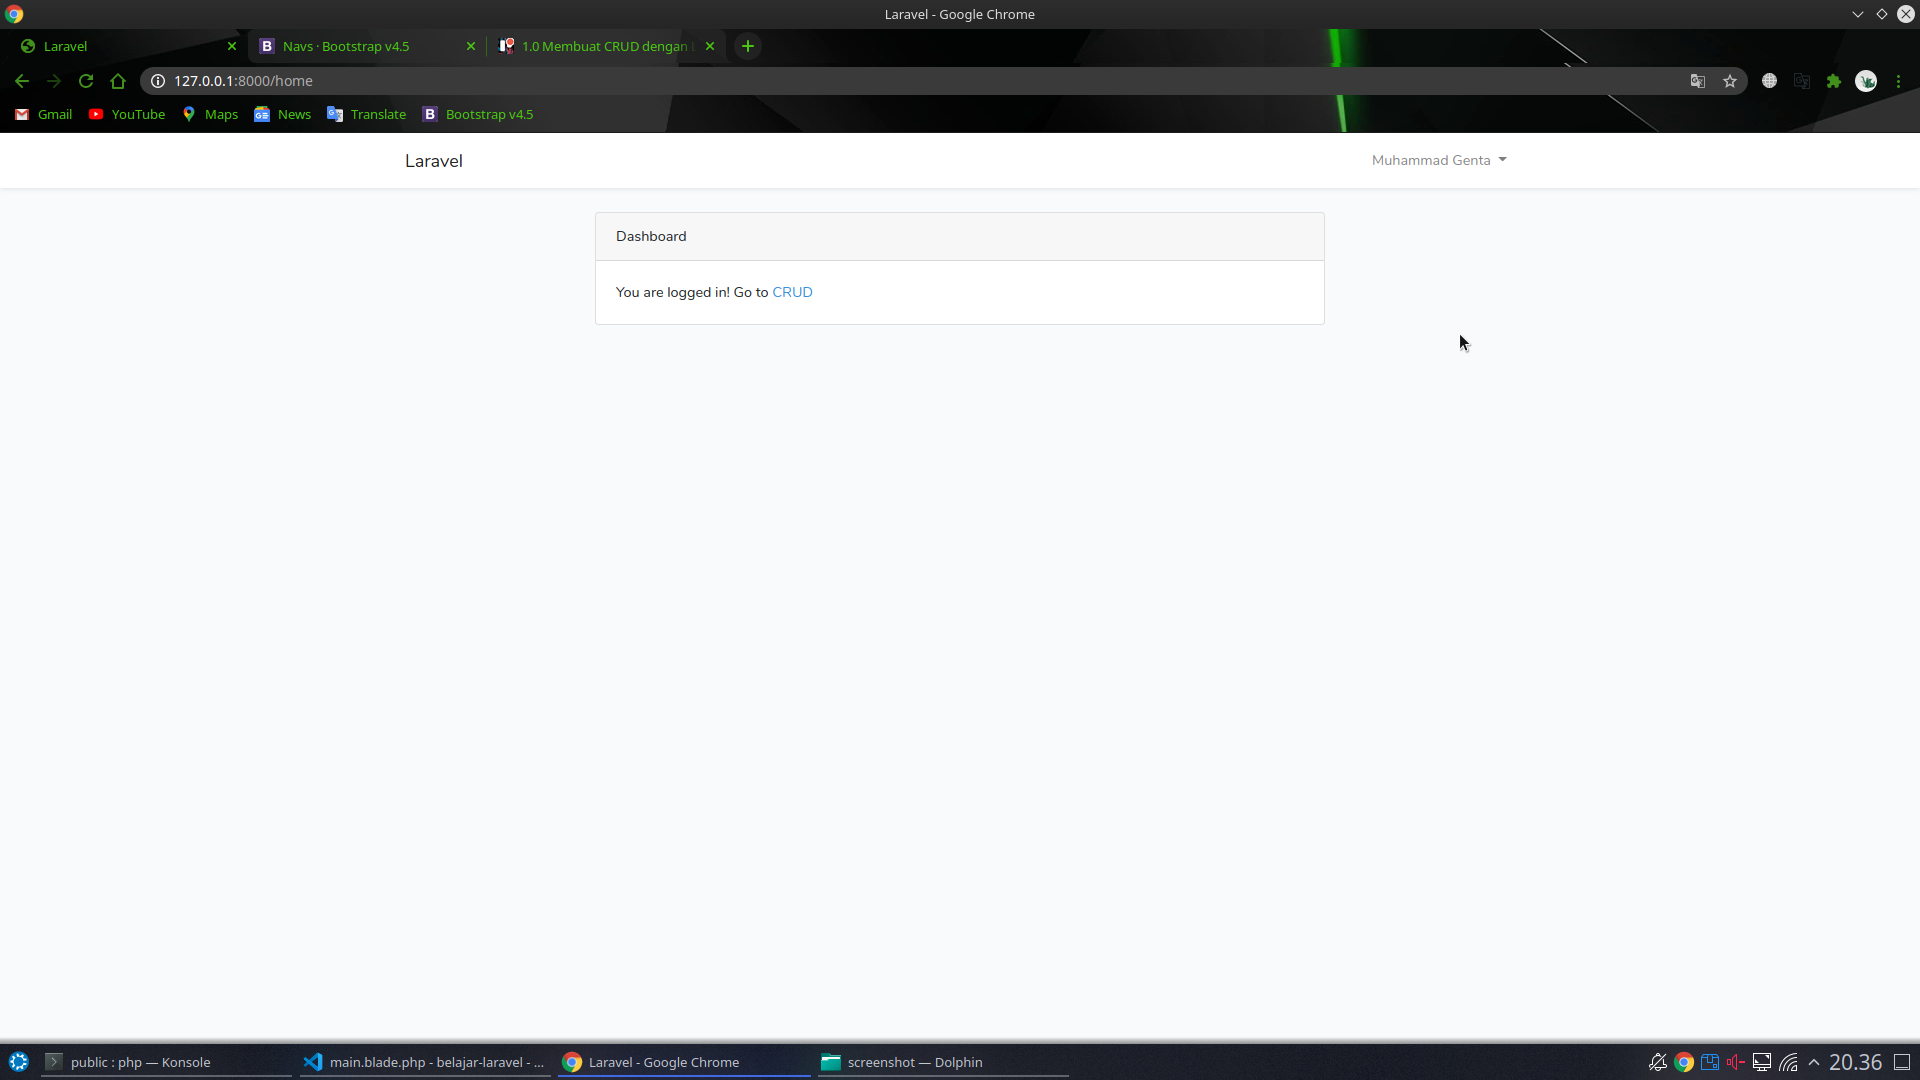 Laravel - Google Chrome
Laravel
Navs · Bootstrap v4.5
1.0 Membuat CRUD dengan
127.0.0.1:8000/home
Gmail
YouTube
Maps
News
Translate
Bootstrap v4.5
Laravel
Muhammad Genta
Dashboard
You are logged in! Go to CRUD
public : php — Konsole
main.blade.php - belajar-laravel - ...
Laravel - Google Chrome
screenshot — Dolphin
20.36